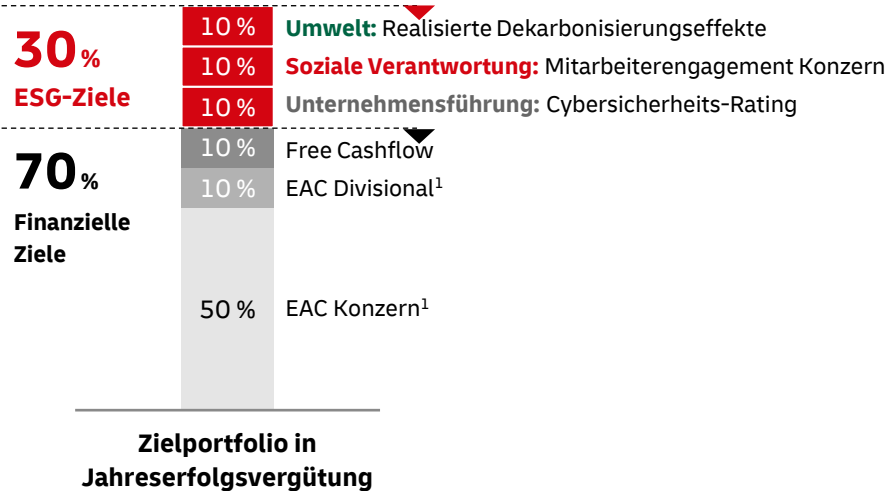 30 %
ESG-Ziele
10 % Umwelt: Realisierte Dekarbonisierungseffekte
10 % Soziale Verantwortung: Mitarbeiterengagement Konzern
10 % Unternehmensführung: Cybersicherheits-Rating
70 %
Finanzielle
Ziele
10 % Free Cashflow
10 % EAC Divisional¹
50 % EAC Konzern¹
Zielportfolio in
Jahreserfolgsvergütung